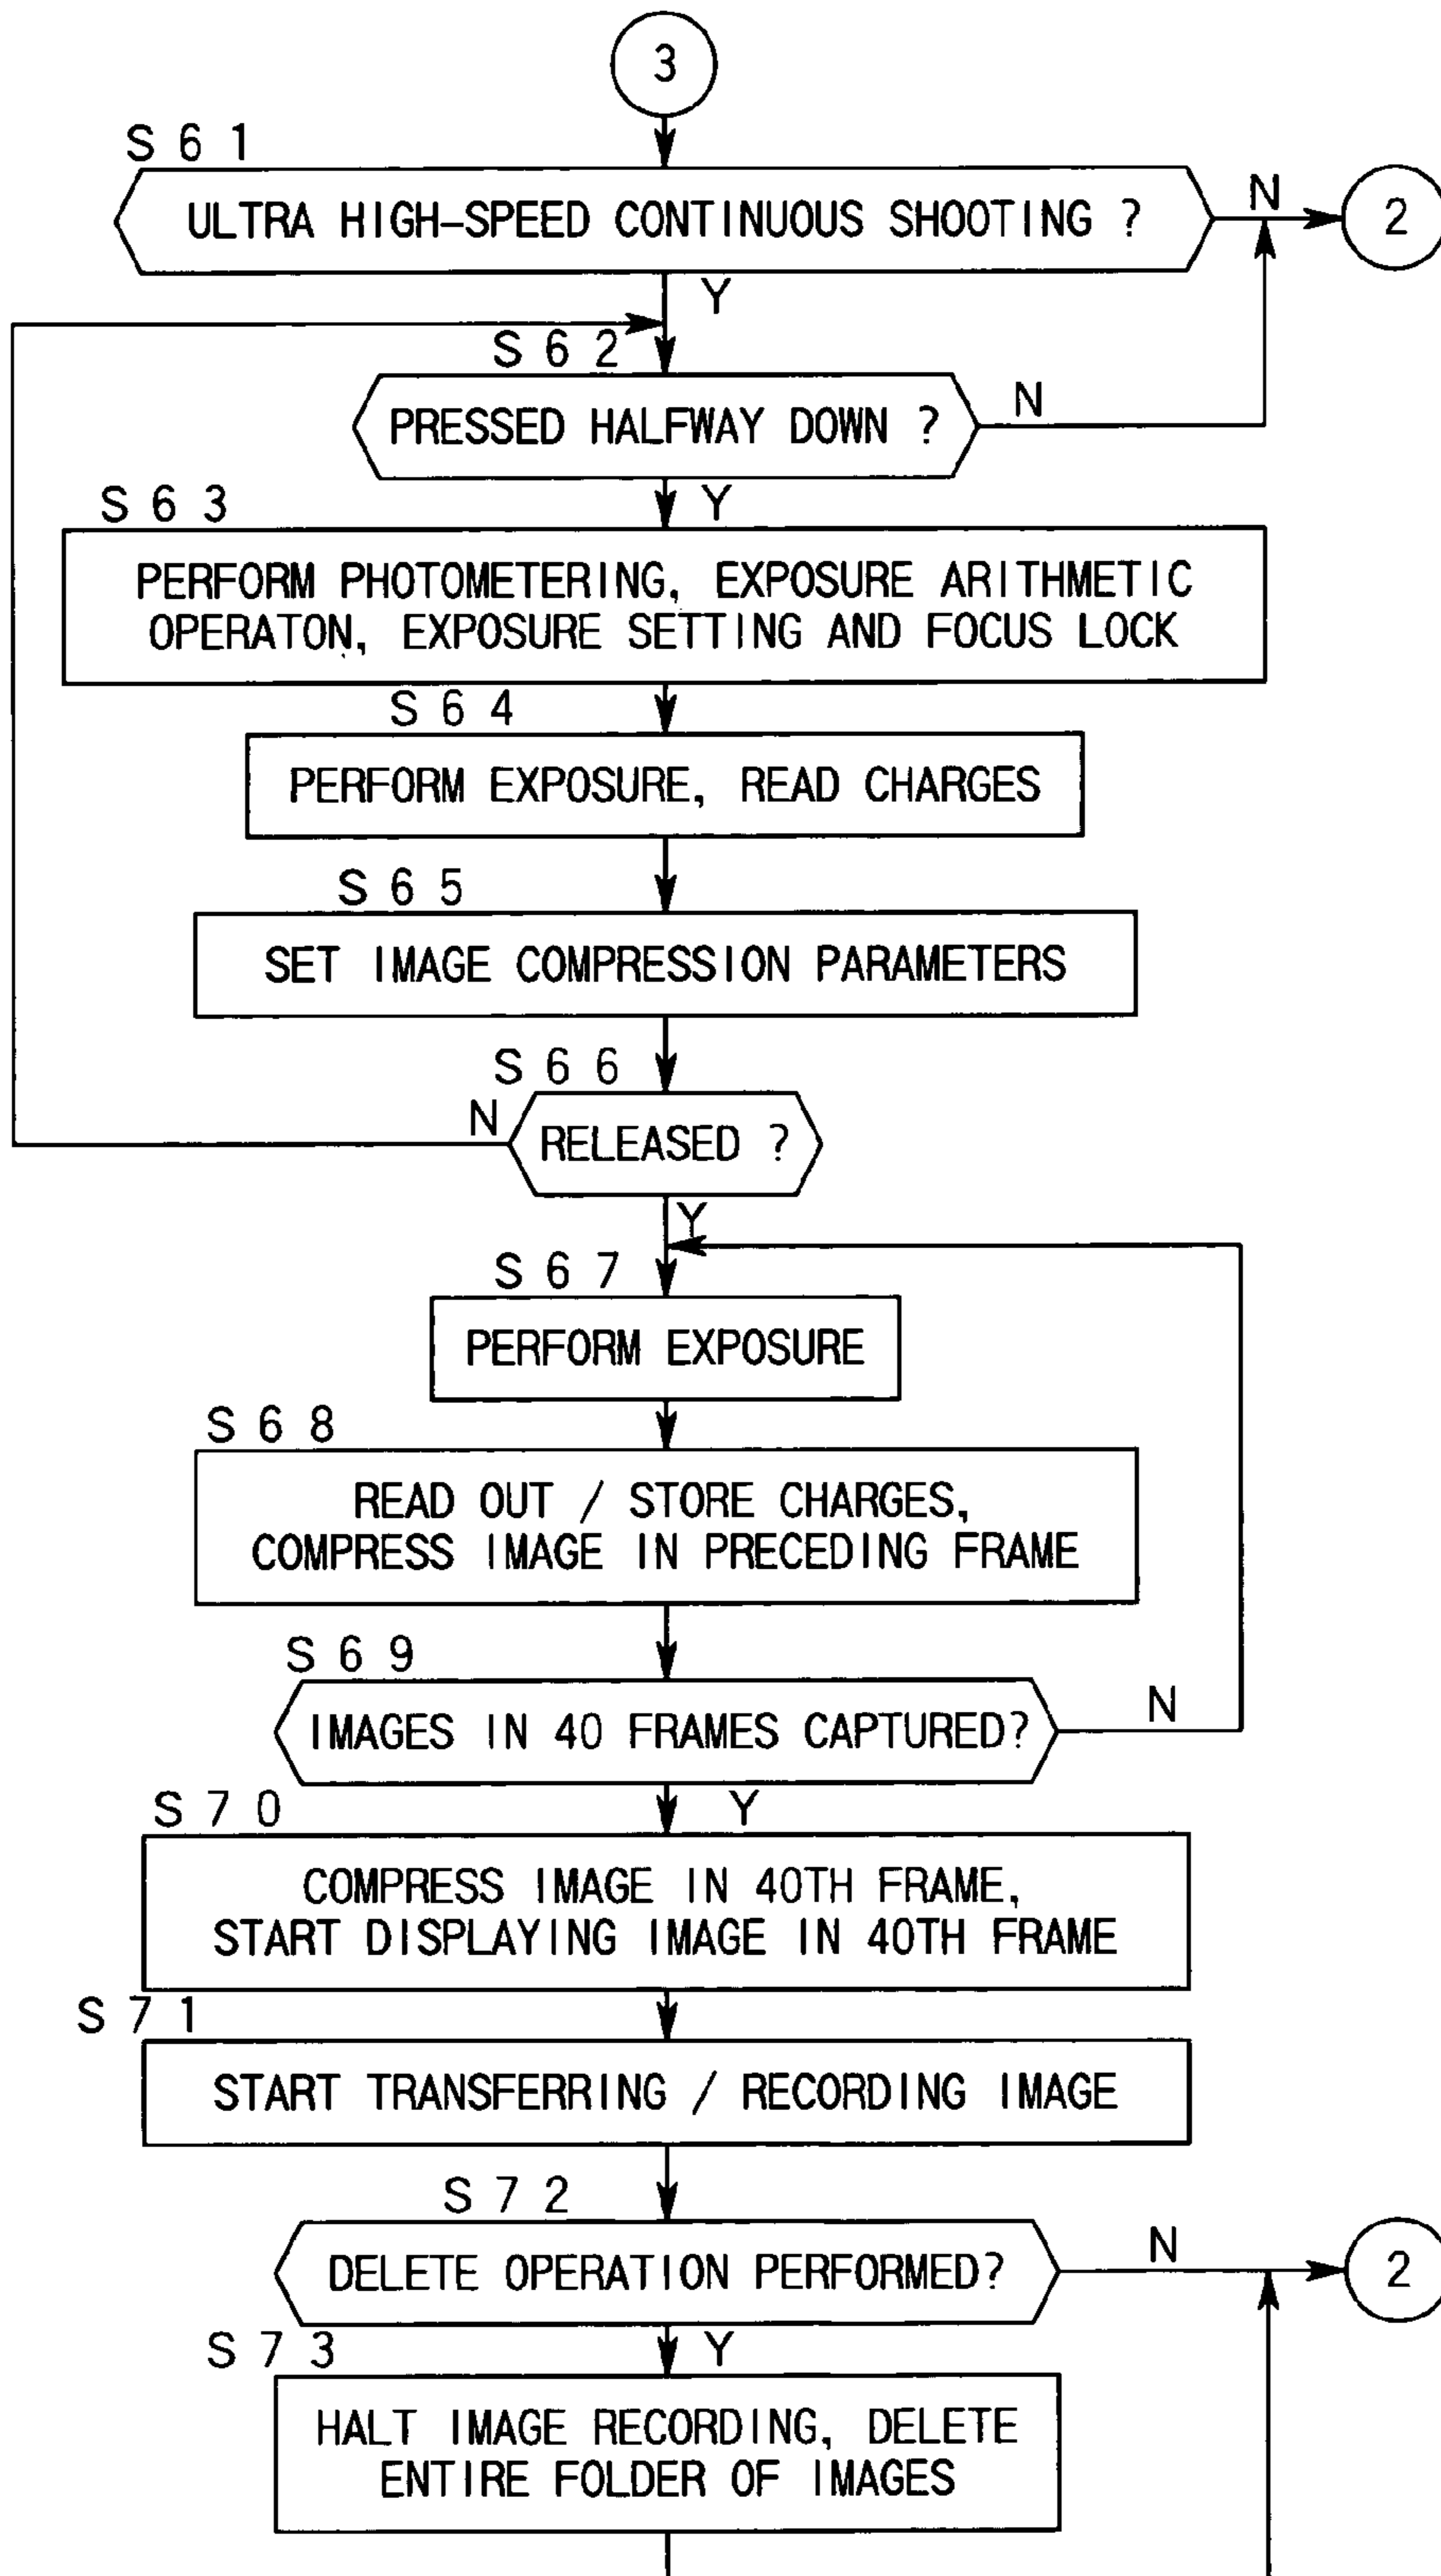 3
S61
ULTRA HIGH-SPEED CONTINUOUS SHOOTING ?
N
2
Y
S62
PRESSED HALFWAY DOWN ?
N
Y
S63
PERFORM PHOTOMETERING, EXPOSURE ARITHMETIC
OPERATON, EXPOSURE SETTING AND FOCUS LOCK
S64
PERFORM EXPOSURE, READ CHARGES
S65
SET IMAGE COMPRESSION PARAMETERS
S66
N
RELEASED ?
Y
S67
PERFORM EXPOSURE
S68
READ OUT / STORE CHARGES,
COMPRESS IMAGE IN PRECEDING FRAME
S69
IMAGES IN 40 FRAMES CAPTURED?
N
Y
S70
COMPRESS IMAGE IN 40TH FRAME,
START DISPLAYING IMAGE IN 40TH FRAME
S71
START TRANSFERRING / RECORDING IMAGE
S72
DELETE OPERATION PERFORMED?
N
2
Y
S73
HALT IMAGE RECORDING, DELETE
ENTIRE FOLDER OF IMAGES